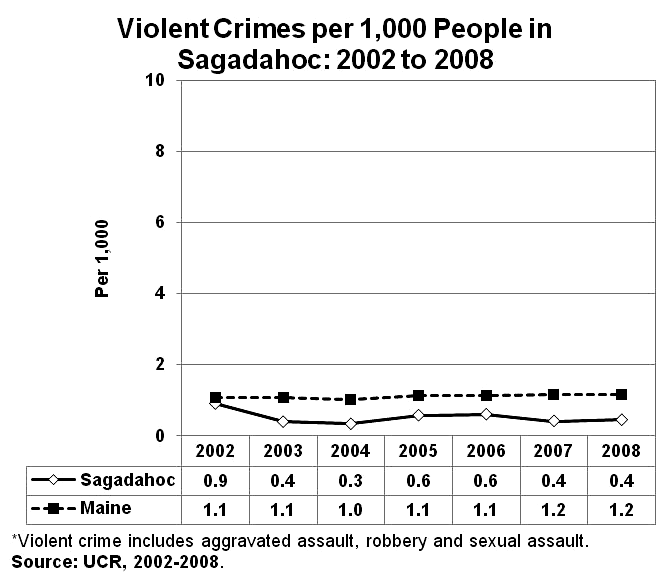 Violent Crimes per 1,000 People in
Sagadahoc: 2002 to 2008
10
8
6
4
2
0
Per 1,000
2002 2003 2004 2005 2006 2007 2008
Sagadahoc 0.9 0.4 0.3 0.6 0.6 0.4 0.4
Maine 1.1 1.1 1.0 1.1 1.1 1.2 1.2
*Violent crime includes aggravated assault, robbery and sexual assault.
Source: UCR, 2002-2008.